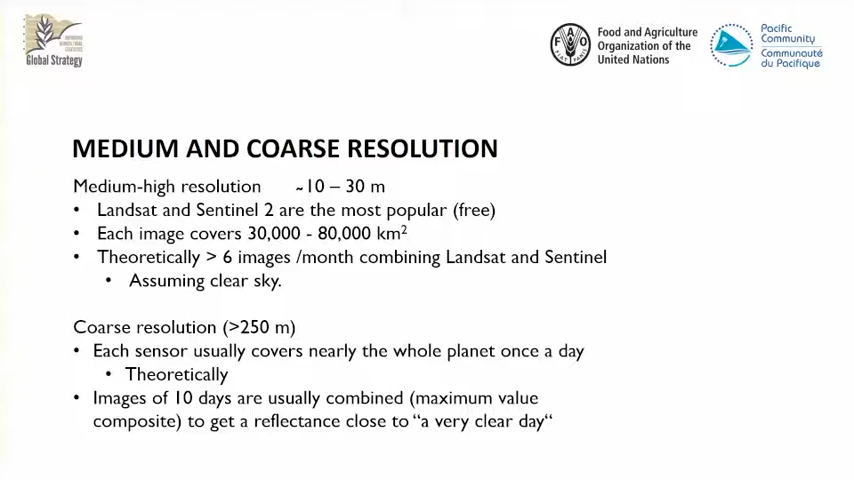 Global Strategy
FAO
FIAT PANIS
Food and Agriculture
Organization of the
United Nations
Pacific
Community
Communauté
du Pacifique
MEDIUM AND COARSE RESOLUTION
Medium-high resolution ~10 – 30 m
• Landsat and Sentinel 2 are the most popular (free)
• Each image covers 30,000 - 80,000 km²
• Theoretically > 6 images /month combining Landsat and Sentinel
• Assuming clear sky.
Coarse resolution (>250 m)
• Each sensor usually covers nearly the whole planet once a day
• Theoretically
• Images of 10 days are usually combined (maximum value
composite) to get a reflectance close to “a very clear day“